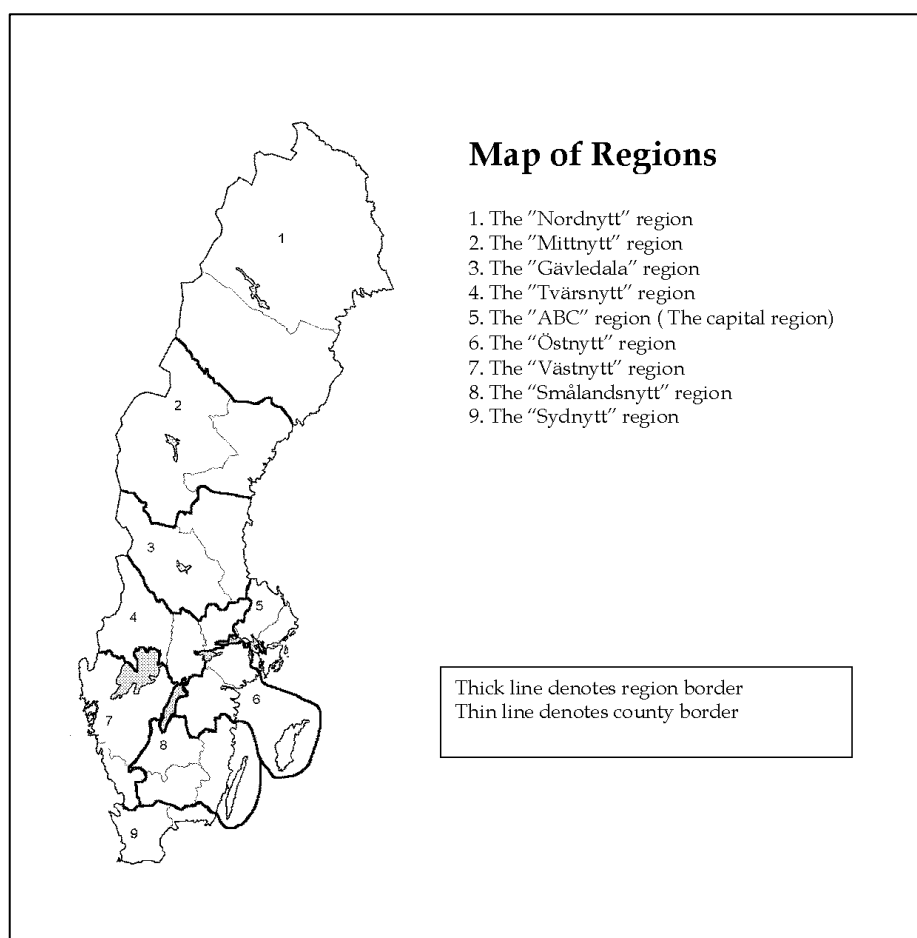 Map of Regions
1. The ”Nordnytt” region
2. The ”Mittnytt” region
3. The ”Gävledala” region
4. The ”Tvärsnytt” region
5. The ”ABC” region ( The capital region)
6. The ”Östnytt” region
7. The ”Västnytt” region
8. The “Smålandsnytt” region
9. The “Sydnytt” region
1
2
3
4
5
6
7
8
9
Thick line denotes region border
Thin line denotes county border